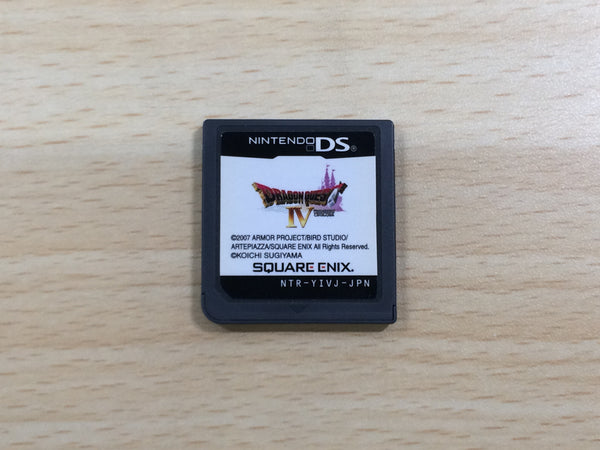 NINTENDO DS®
DRAGON QUEST
IV
©2007 ARMOR PROJECT/BIRD STUDIO/
ARTEPIAZZA/SQUARE ENIX All Rights Reserved.
©KOICHI SUGIYAMA
SQUARE ENIX.
NTR-YIVJ-JPN